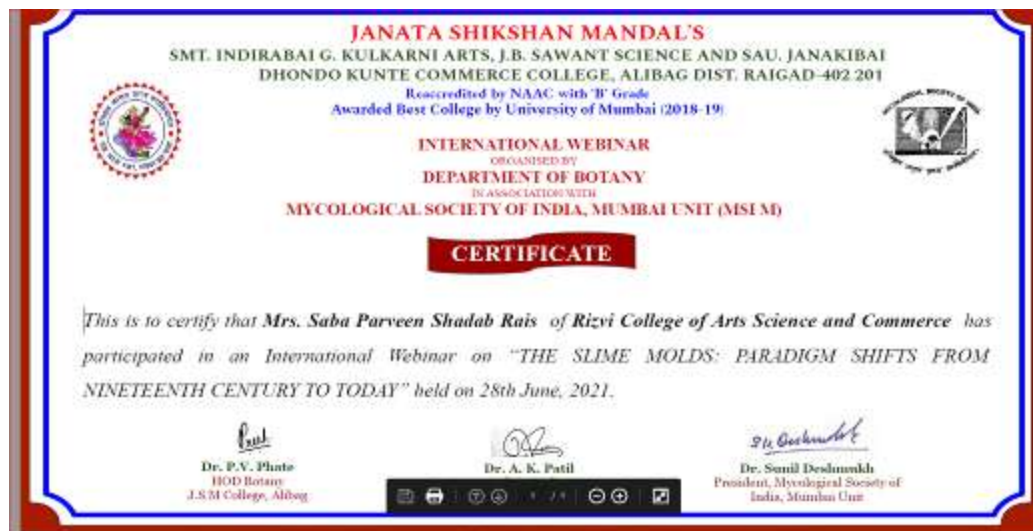 JANATA SHIKSHAN MANDAL'S
SMT. INDIRABAI G. KULKARNI ARTS, J.B. SAWANT SCIENCE AND SAU. JANAKIBAI
DHONDO KUNTE COMMERCE COLLEGE, ALIBAG DIST. RAIGAD-402 201
Reaccredited by NAAC with 'B' Grade
Awarded Best College by University of Mumbai (2018-19)
INTERNATIONAL WEBINAR
ORGANISED BY
DEPARTMENT OF BOTANY
IN ASSOCIATION WITH
MYCOLOGICAL SOCIETY OF INDIA, MUMBAI UNIT (MSI M)
CERTIFICATE
This is to certify that Mrs. Saba Parveen Shadab Rais of Rizvi College of Arts Science and Commerce has
participated in an International Webinar on "THE SLIME MOLDS: PARADIGM SHIFTS FROM
NINETEENTH CENTURY TO TODAY" held on 28th June, 2021.
Dr. P.V. Phate
HOD Botany
J.S.M College, Alibag
Dr. A. K. Patil
Dr. Sunil Deshmukh
President, Mycological Society of
India, Mumbai Unit